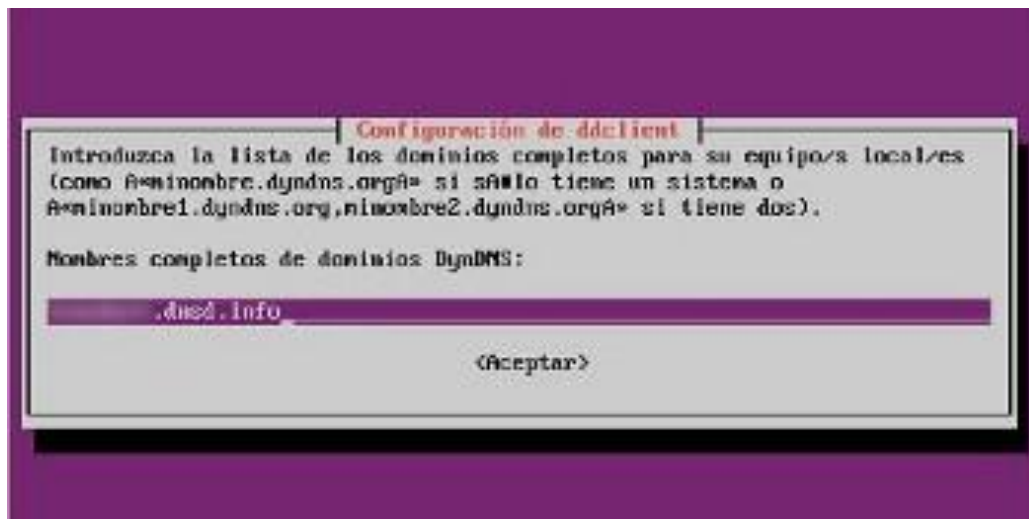 Configuración de ddclient
Introduzca la lista de los dominios completos para su equipo/s local/es
(como A«minombre.dyndns.orgA» si sA■lo tiene un sistema o
A«minombre1.dyndns.org,minombre2.dyndns.orgA» si tiene dos).
Nombres completos de dominios DynDNS:
.dnsd.info_
<Aceptar>